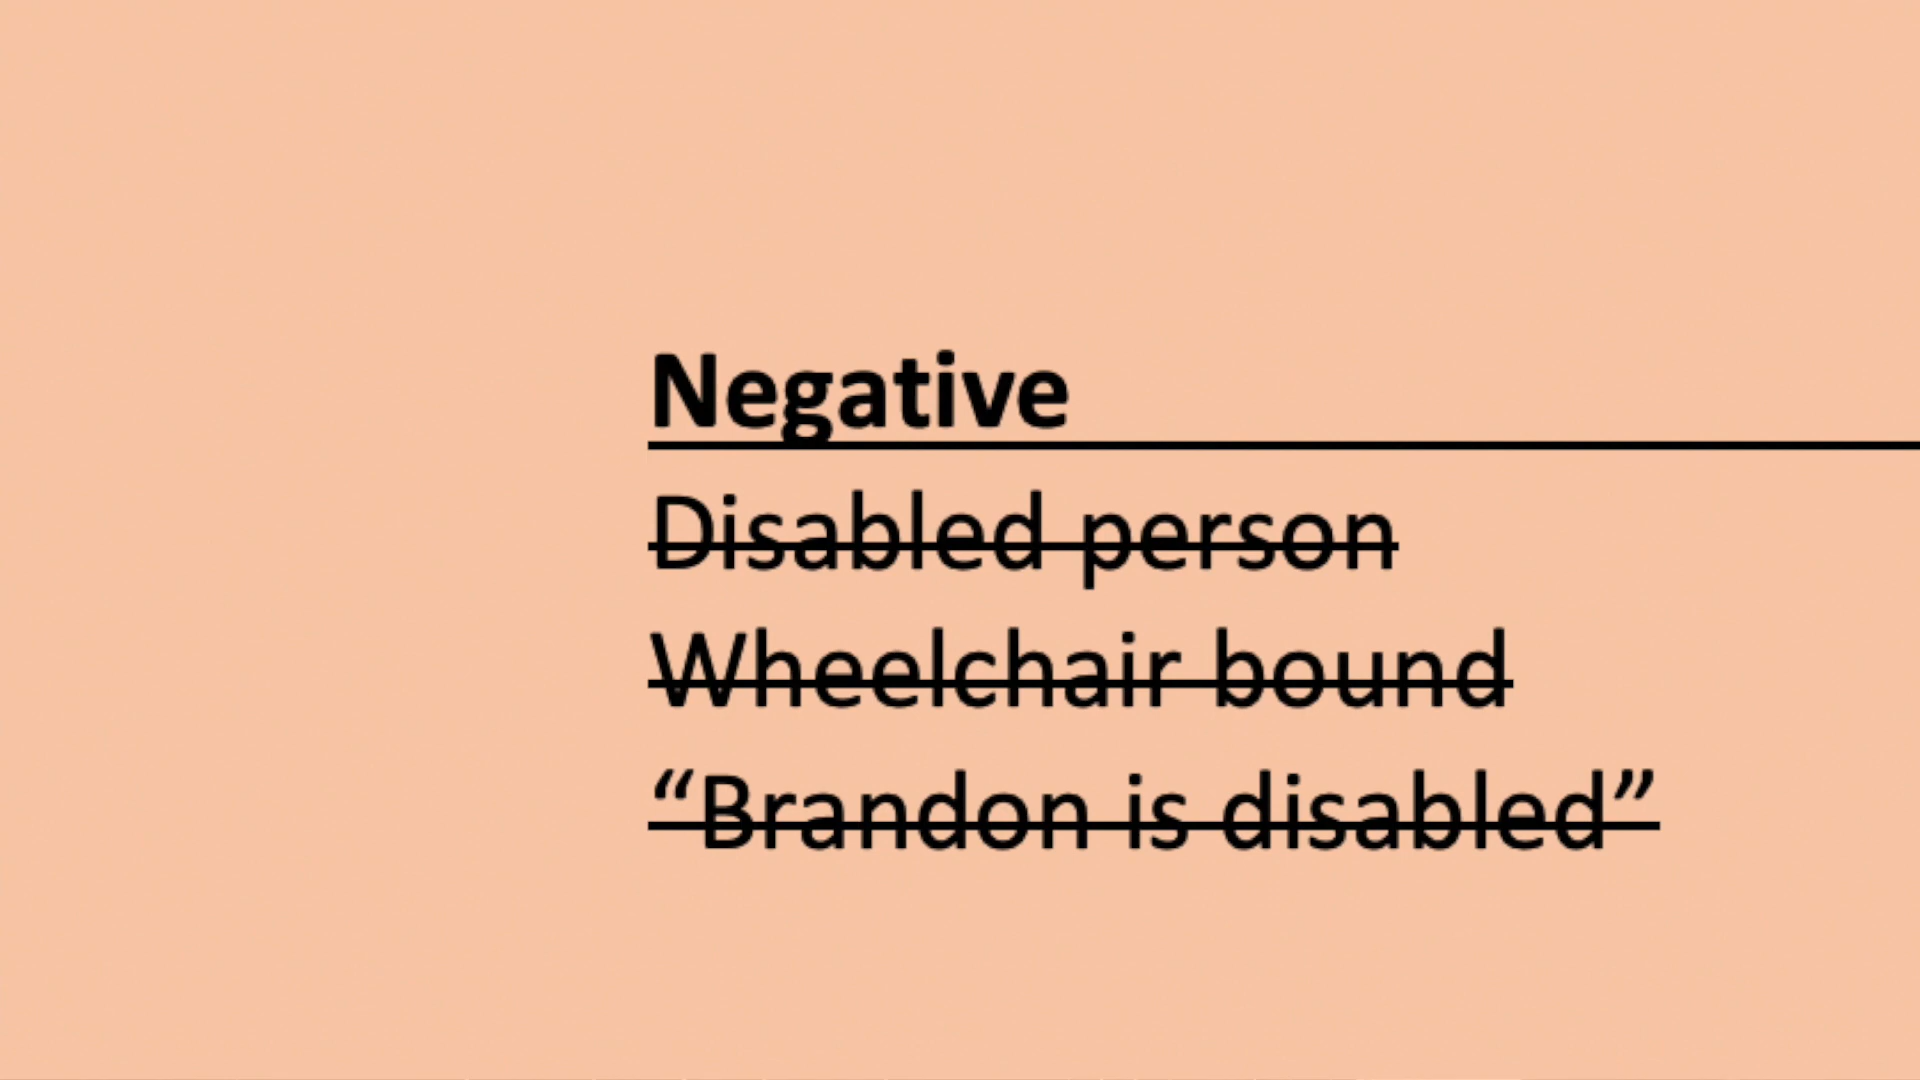 Negative
Disabled person
Wheelchair bound
“Brandon is disabled”